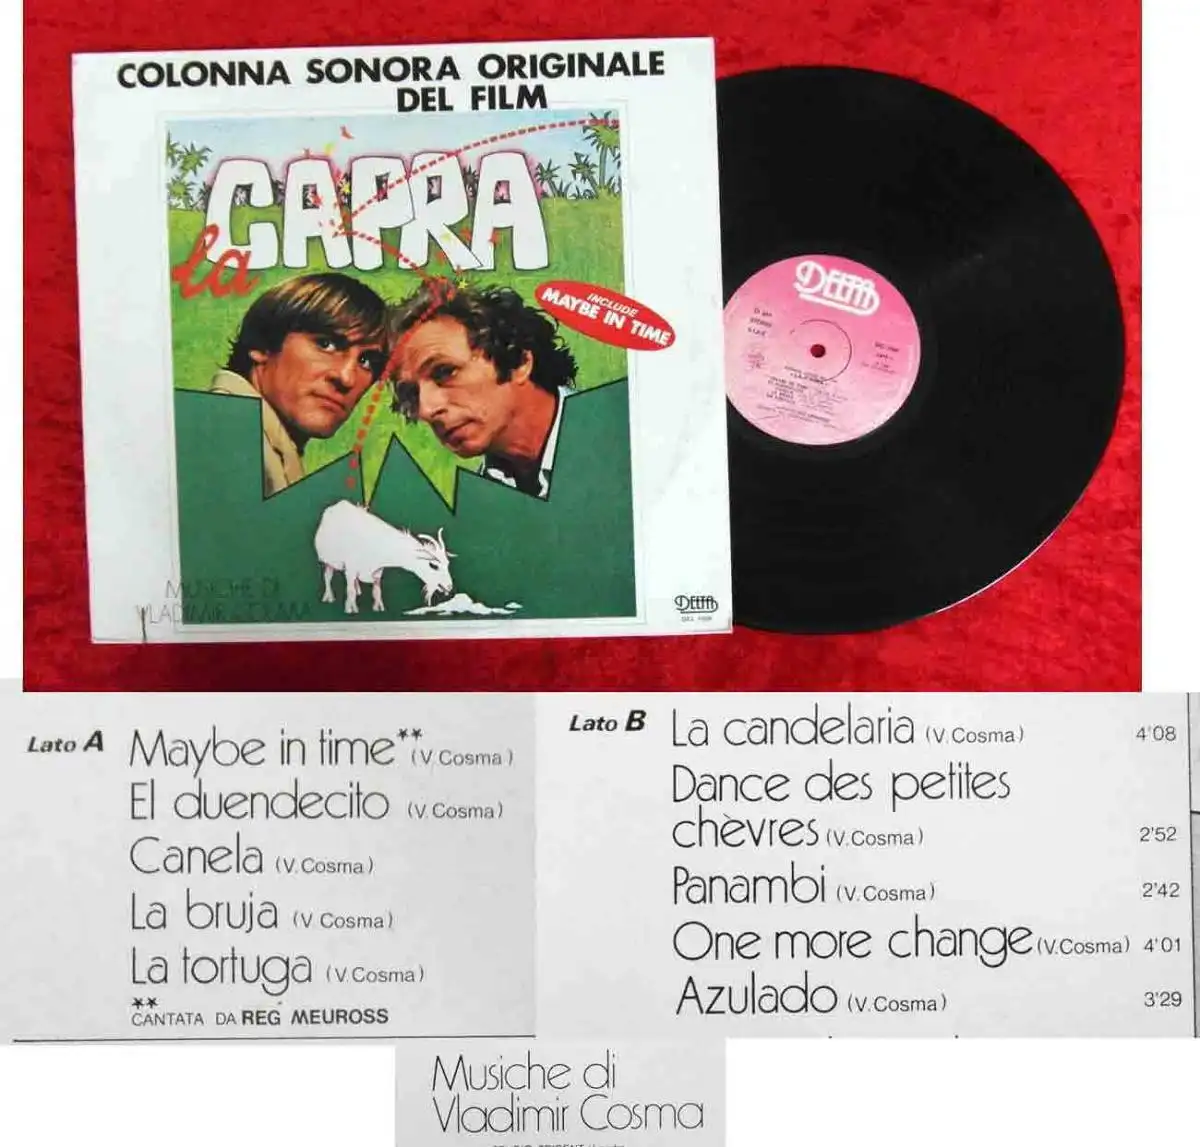 COLONNA SONORA ORIGINALE
DEL FILM
la CAPRA
INCLUDE
MAYBE IN TIME
MUSICHE DI
VLADIMIR COSMA
DELTA
DELTA
STEREO
Lato A
Maybe in time** (V. Cosma)
El duendecito (V. Cosma)
Canela (V. Cosma)
La bruja (V. Cosma)
La tortuga (V. Cosma)
**
CANTATA DA REG MEUROSS
Lato B
La candelaria (V. Cosma) 4'08
Dance des petites
chèvres (V. Cosma) 2'52
Panambi (V. Cosma) 2'42
One more change (V. Cosma) 4'01
Azulado (V. Cosma) 3'29
Musiche di
Vladimir Cosma